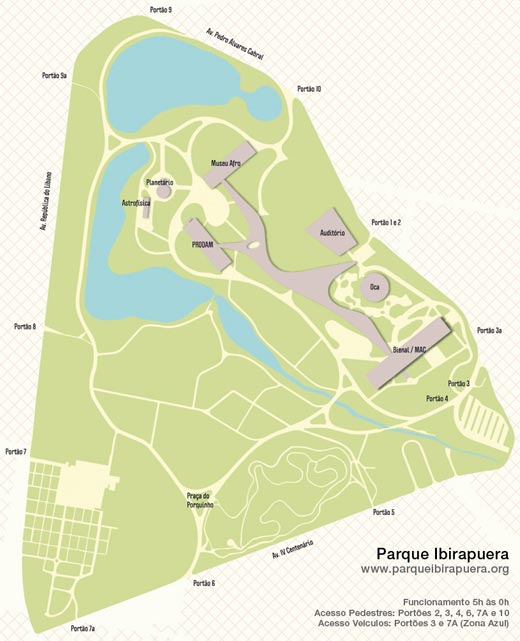 Portão 9
Av. Pedro Alvares Cabral
Portão 9a
Portão 10
Museu Afro
Planetário
Astrofísica
Av. República do Líbano
Portão 1 e 2
Auditório
PRODAM
Oca
Portão 8
Portão 3a
Bienal / MAC
Portão 3
Portão 4
Portão 7
Praça do
Porquinho
Portão 5
Av. IV Centenário
Portão 6
Portão 7a
Parque Ibirapuera
www.parqueibirapuera.org
Funcionamento 5h às 0h
Acesso Pedestres: Portões 2, 3, 4, 6, 7A e 10
Acesso Veículos: Portões 3 e 7A (Zona Azul)